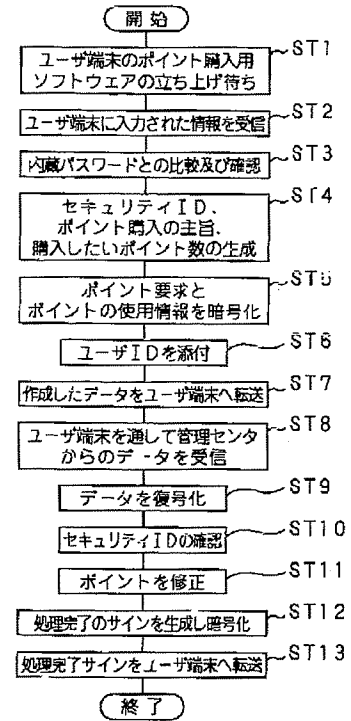 開始
ST1
ユーザ端末のポイント購入用
ソフトウェアの立ち上げ待ち
ST2
ユーザ端末に入力された情報を受信
ST3
内蔵パスワードとの比較及び確認
ST4
セキュリティID、
ポイント購入の主旨、
購入したいポイント数の生成
ST5
ポイント要求と
ポイントの使用情報を暗号化
ST6
ユーザIDを添付
ST7
作成したデータをユーザ端末へ転送
ST8
ユーザ端末を通して管理センタ
からのデータを受信
ST9
データを復号化
ST10
セキュリティIDの確認
ST11
ポイントを修正
ST12
処理完了のサインを生成し暗号化
ST13
処理完了サインをユーザ端末へ転送
終了